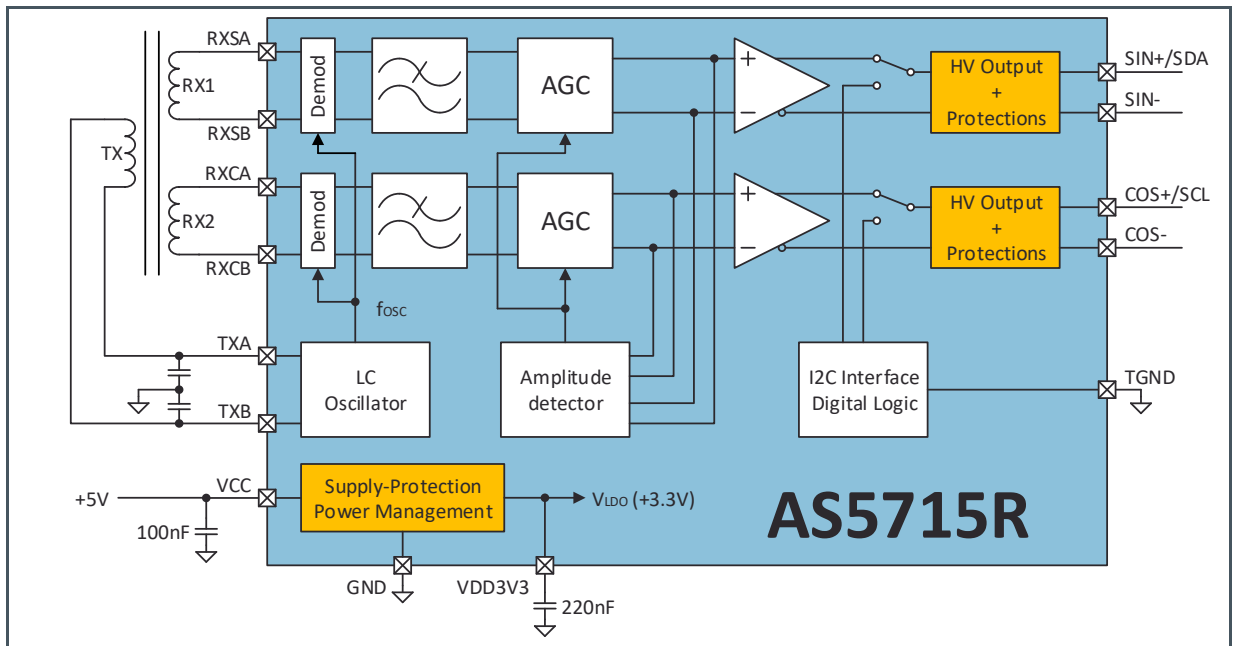 RXSA
RX1
RXSB
TX
RXCA
RX2
RXCB
TXA
TXB
Demod
AGC
+
−
HV Output
+
Protections
SIN+/SDA
SIN-
Demod
AGC
+
−
HV Output
+
Protections
COS+/SCL
COS-
fosc
LC
Oscillator
Amplitude
detector
I2C Interface
Digital Logic
TGND
+5V
VCC
100nF
Supply-Protection
Power Management
VLDO (+3.3V)
AS5715R
GND
VDD3V3
220nF